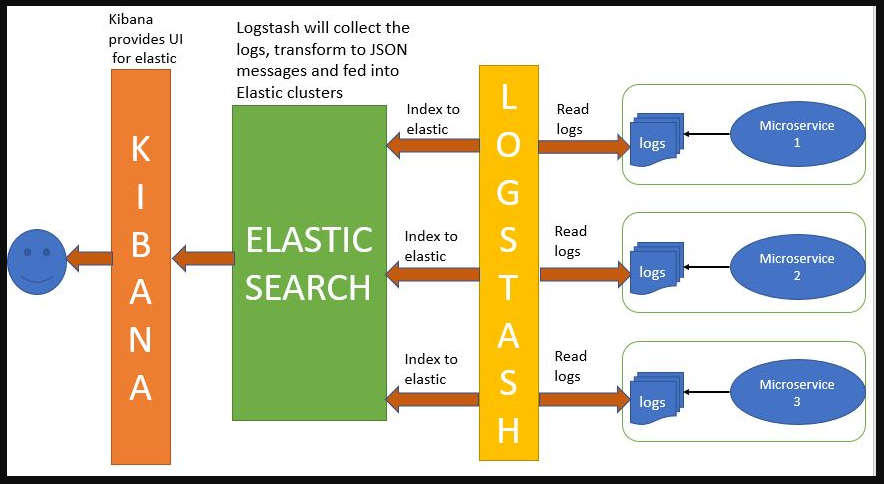 Kibana
provides UI
for elastic
Logstash will collect the
logs, transform to JSON
messages and fed into
Elastic clusters
KIBANA
ELASTIC
SEARCH
LOGSTASH
Index to
elastic
Read
logs
logs
Microservice
1
Index to
elastic
Read
logs
logs
Microservice
2
Index to
elastic
Read
logs
logs
Microservice
3